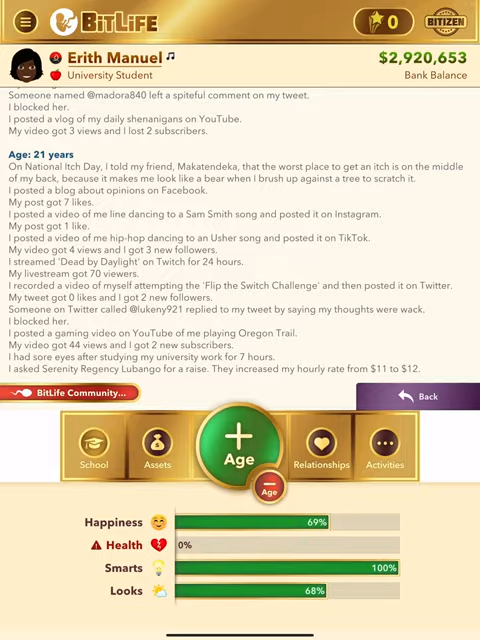 BitLife
0
BITIZEN
Erith Manuel
$2,920,653
University Student
Bank Balance
Someone named @madora840 left a spiteful comment on my tweet.
I blocked her.
I posted a vlog of my daily shenanigans on YouTube.
My video got 3 views and I lost 2 subscribers.
Age: 21 years
On National Itch Day, I told my friend, Makatendeka, that the worst place to get an itch is on the middle
of my back, because it makes me look like a bear when I brush up against a tree to scratch it.
I posted a blog about opinions on Facebook.
My post got 7 likes.
I posted a video of me line dancing to a Sam Smith song and posted it on Instagram.
My post got 1 like.
I posted a video of me hip-hop dancing to an Usher song and posted it on TikTok.
My video got 4 views and I got 3 new followers.
I streamed 'Dead by Daylight' on Twitch for 24 hours.
My livestream got 70 viewers.
I recorded a video of myself attempting the 'Flip the Switch Challenge' and then posted it on Twitter.
My tweet got 0 likes and I got 2 new followers.
Someone on Twitter called @lukeny921 replied to my tweet by saying my thoughts were wack.
I blocked her.
I posted a gaming video on YouTube of me playing Oregon Trail.
My video got 44 views and I got 2 new subscribers.
I had sore eyes after studying my university work for 7 hours.
I asked Serenity Regency Lubango for a raise. They increased my hourly rate from $11 to $12.
BitLife Community...
Back
School
Assets
Age
Age
Relationships
Activities
Happiness
69%
Health
0%
Smarts
100%
Looks
68%